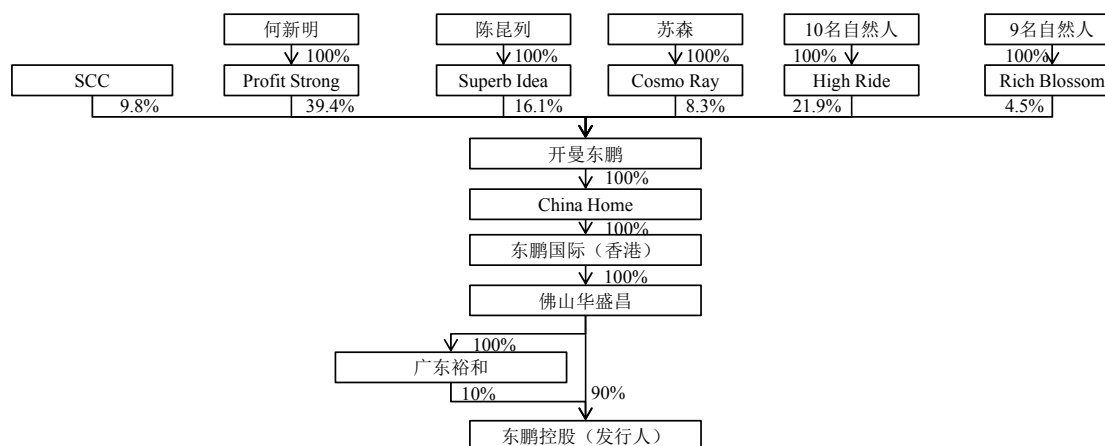 何新明
陈昆列
苏森
10名自然人
9名自然人
100%
100%
100%
100%
100%
SCC
Profit Strong
Superb Idea
Cosmo Ray
High Ride
Rich Blossom
9.8%
39.4%
16.1%
8.3%
21.9%
4.5%
开曼东鹏
100%
China Home
100%
东鹏国际（香港）
100%
佛山华盛昌
100%
广东裕和
10%
90%
东鹏控股（发行人）